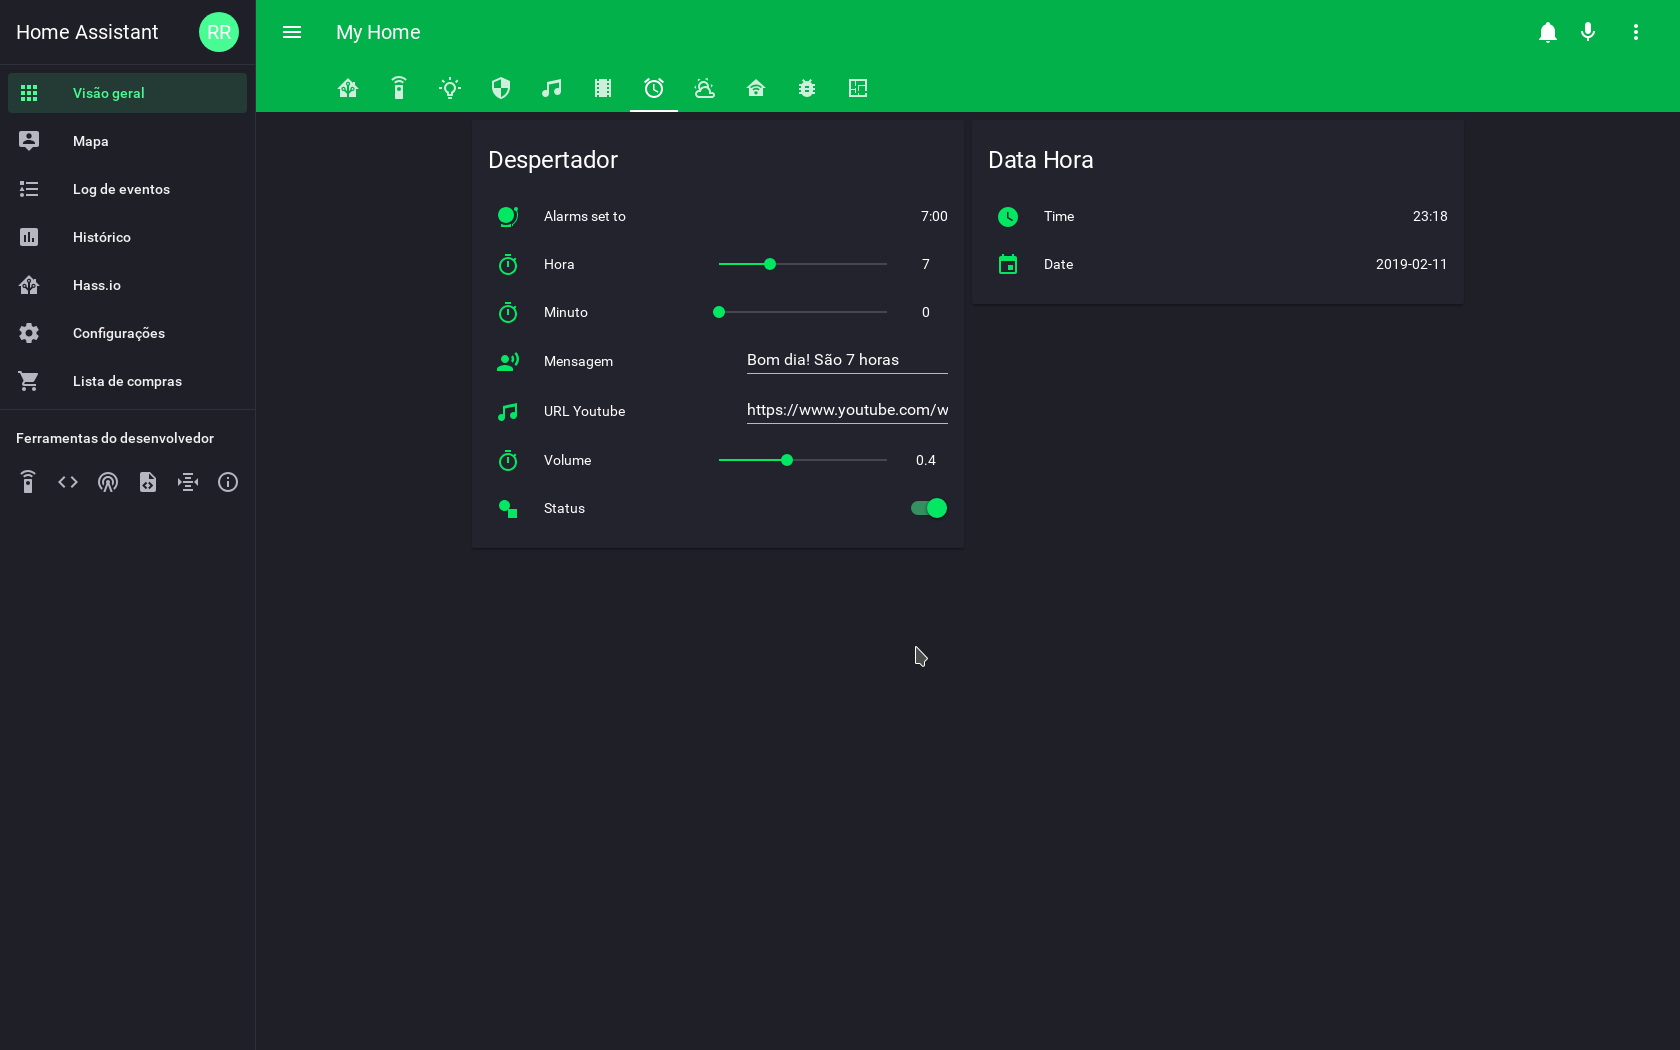 Home Assistant
RR
My Home
Visão geral
Mapa
Log de eventos
Histórico
Hass.io
Configurações
Lista de compras
Ferramentas do desenvolvedor
Despertador
Alarms set to 7:00
Hora 7
Minuto 0
Mensagem Bom dia! São 7 horas
URL Youtube https://www.youtube.com/w
Volume 0.4
Status
Data Hora
Time 23:18
Date 2019-02-11